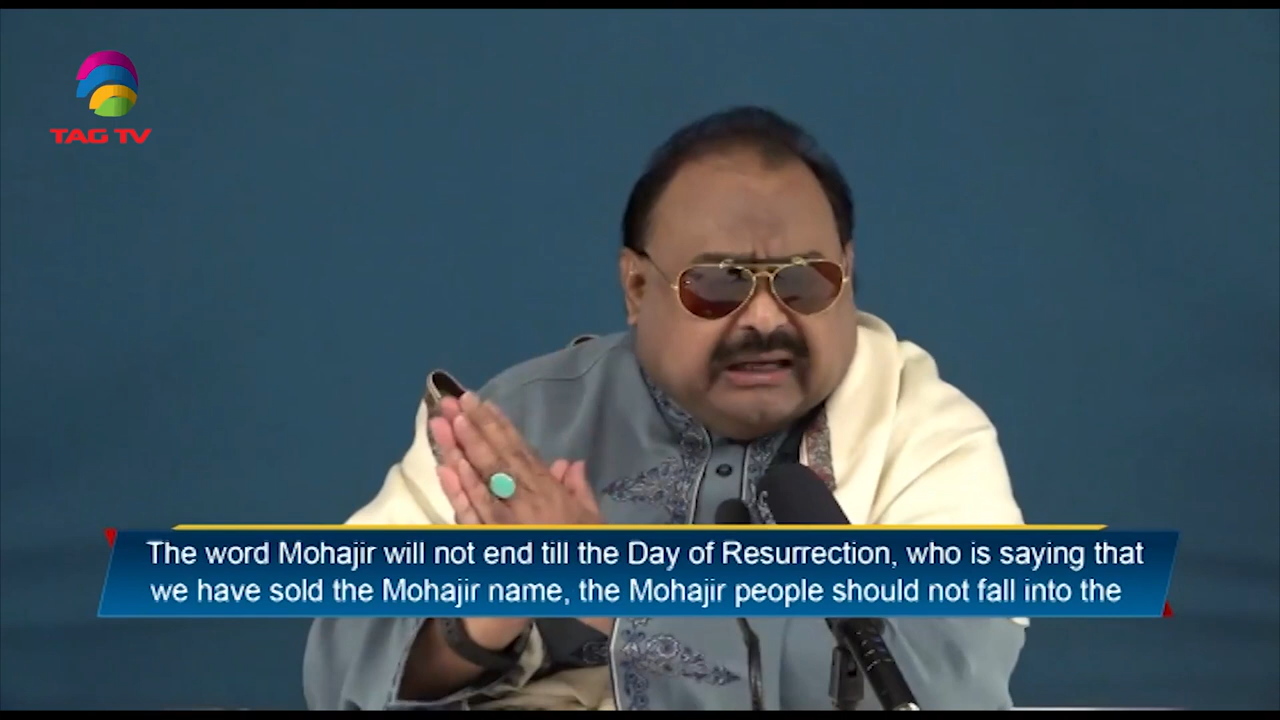 TAG TV
The word Mohajir will not end till the Day of Resurrection, who is saying that
we have sold the Mohajir name, the Mohajir people should not fall into the